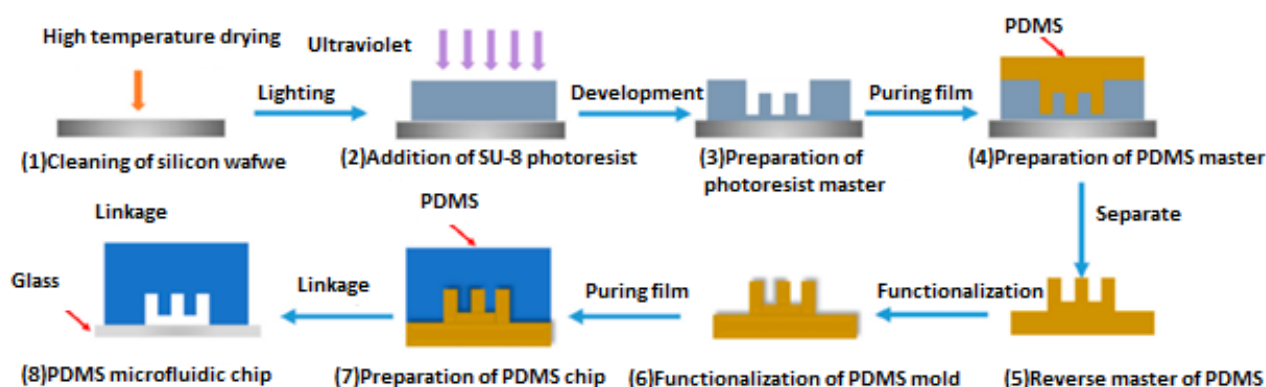 High temperature drying
Ultraviolet
PDMS
Lighting
Development
Puring film
(1)Cleaning of silicon wafwe
(2)Addition of SU-8 photoresist
(3)Preparation of
photoresist master
(4)Preparation of PDMS master
Separate
Linkage
PDMS
Glass
Linkage
Puring film
Functionalization
(8)PDMS microfluidic chip
(7)Preparation of PDMS chip
(6)Functionalization of PDMS mold
(5)Reverse master of PDMS